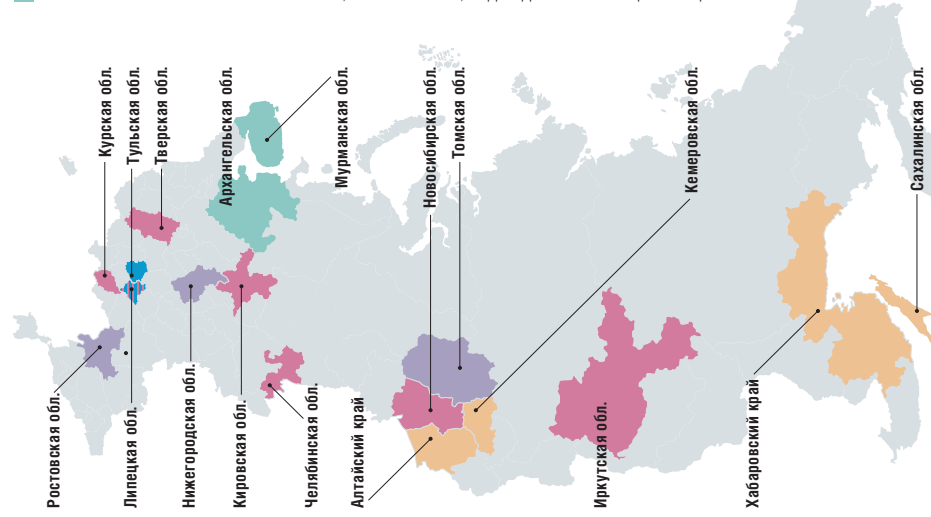 Курская обл.
Тульская обл.
Тверская обл.
Архангельская обл.
Мурманская обл.
Новосибирская обл.
Томская обл.
Кемеровская обл.
Сахалинская обл.
Ростовская обл.
Липецкая обл.
Нижегородская обл.
Кировская обл.
Челябинская обл.
Алтайский край
Иркутская обл.
Хабаровский край